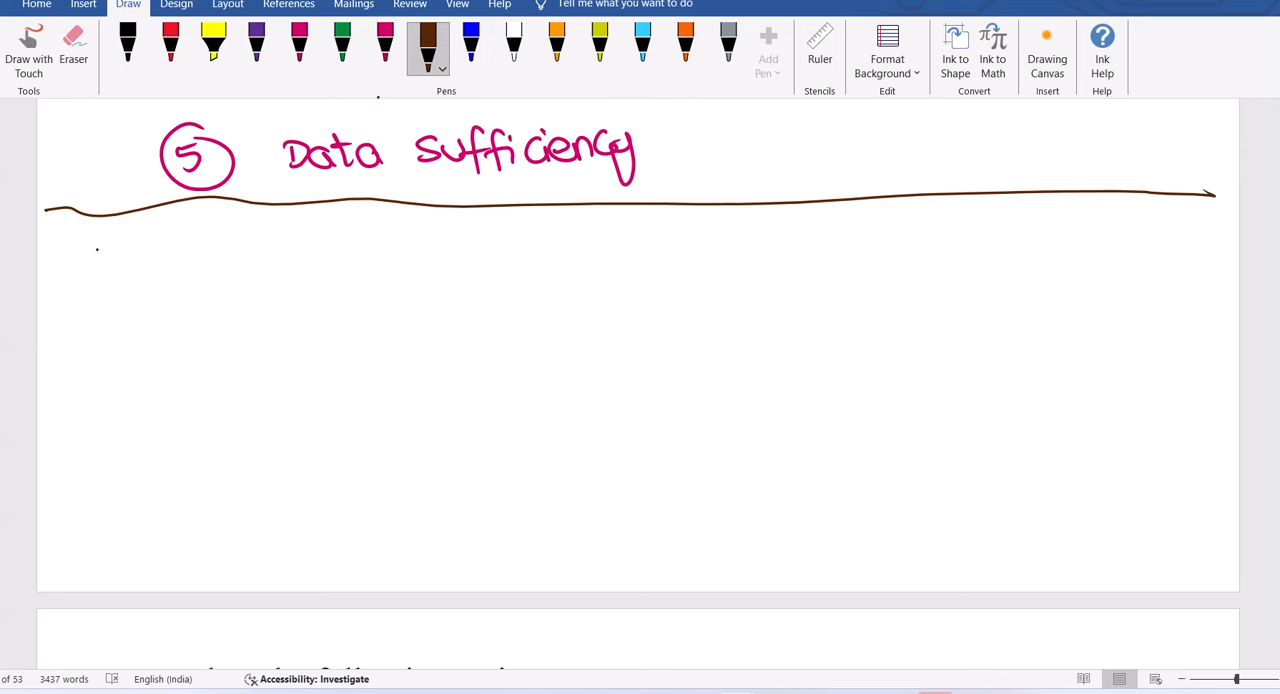 Home Insert Draw Design Layout References Mailings Review View Help Tell me what you want to do
Draw with Touch
Eraser
Add Pen
Ruler
Format Background
Ink to Shape
Ink to Math
Drawing Canvas
Ink Help
Tools Pens Stencils Edit Convert Insert Help
5 Data sufficiency
of 53 3437 words English (India) Accessibility: Investigate